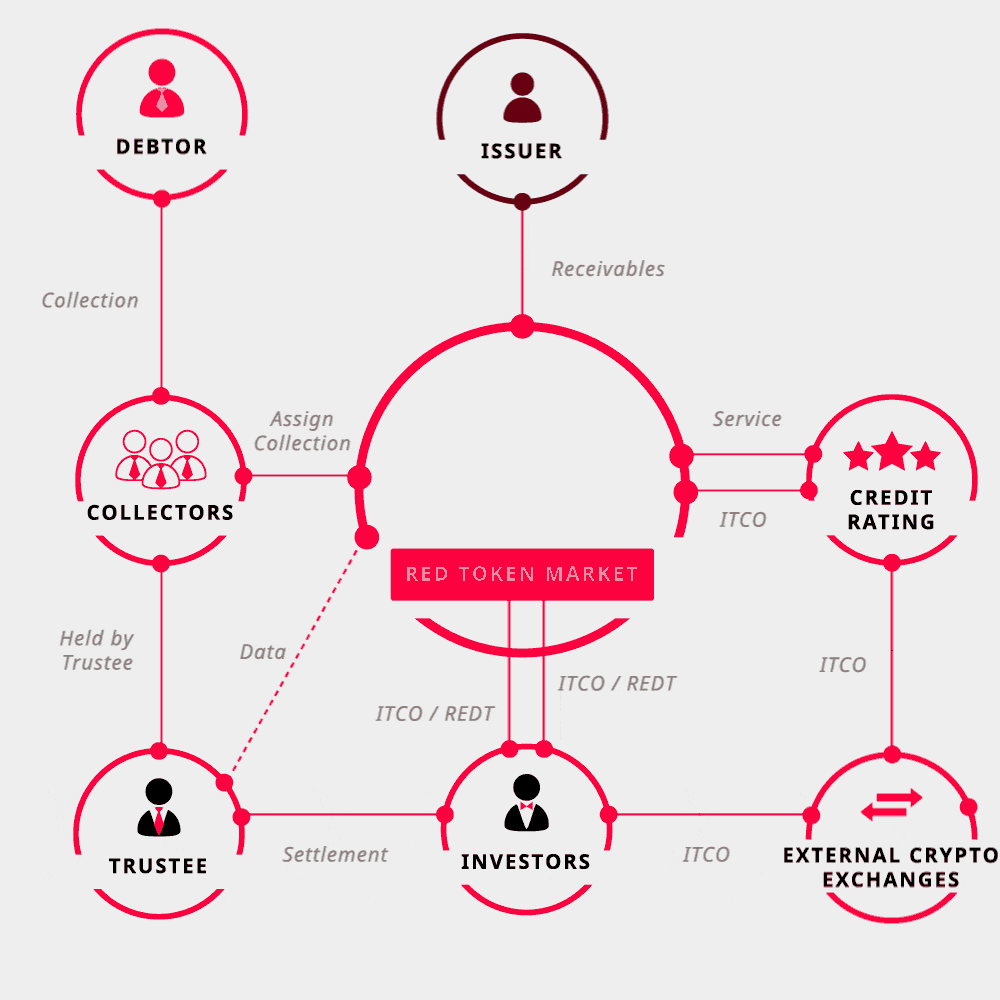 DEBTOR
ISSUER
Receivables
Collection
Assign
Collection
Service
COLLECTORS
CREDIT
RATING
ITCO
RED TOKEN MARKET
Held by
Trustee
Data
ITCO / REDT
ITCO / REDT
ITCO
TRUSTEE
Settlement
INVESTORS
ITCO
EXTERNAL CRYPTO
EXCHANGES